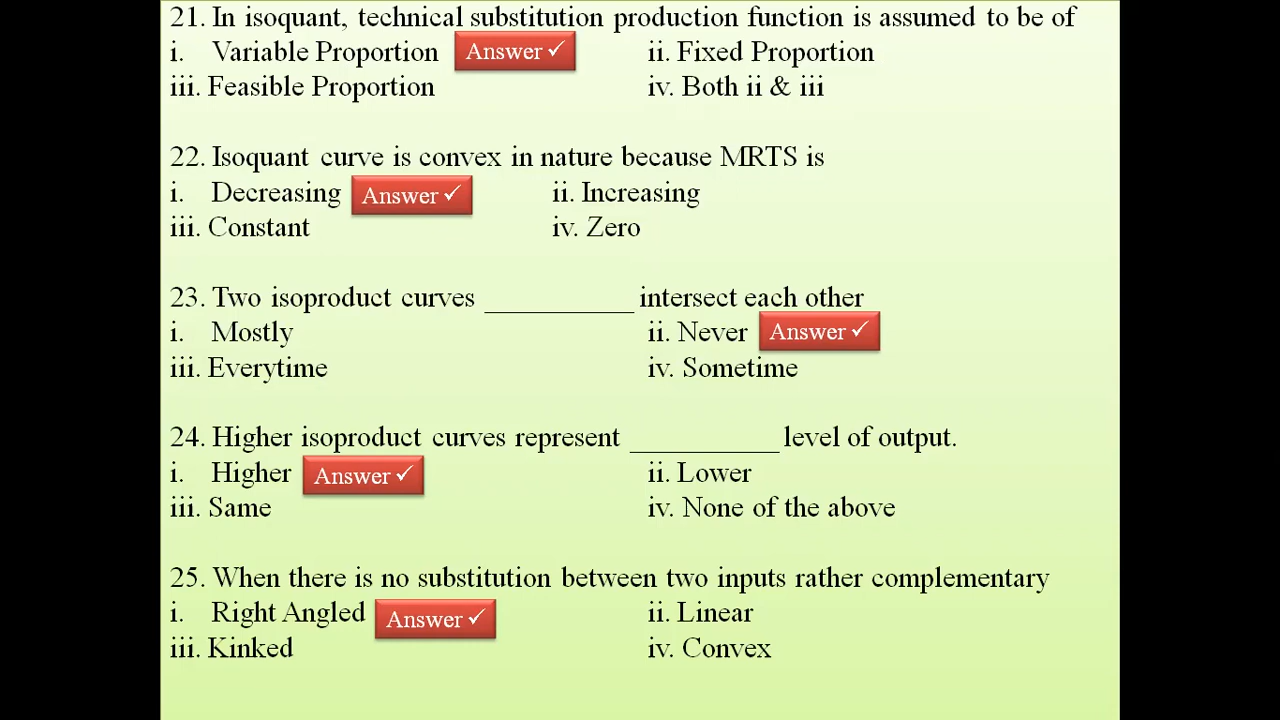 21. In isoquant, technical substitution production function is assumed to be of
i. Variable Proportion Answer ✓ ii. Fixed Proportion
iii. Feasible Proportion iv. Both ii & iii
22. Isoquant curve is convex in nature because MRTS is
i. Decreasing Answer ✓ ii. Increasing
iii. Constant iv. Zero
23. Two isoproduct curves __________ intersect each other
i. Mostly ii. Never Answer ✓
iii. Everytime iv. Sometime
24. Higher isoproduct curves represent __________ level of output.
i. Higher Answer ✓ ii. Lower
iii. Same iv. None of the above
25. When there is no substitution between two inputs rather complementary
i. Right Angled Answer ✓ ii. Linear
iii. Kinked iv. Convex